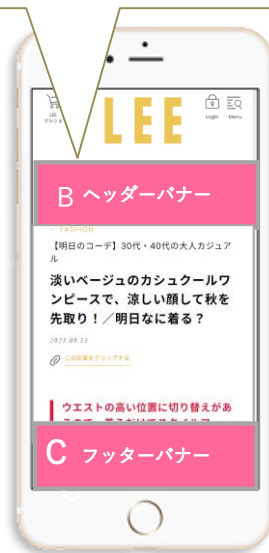 LEE
LEE
マルシェ
Login
Menu
B ヘッダーバナー
FASHION
【明日のコーデ】30代・40代の大人カジュア
ル
淡いベージュのカシュクールワ
ンピースで、涼しい顔して秋を
先取り！／明日なに着る？
2023.09.13
この記事をクリップする
ウエストの高い位置に切り替えがあ
C フッターバナー